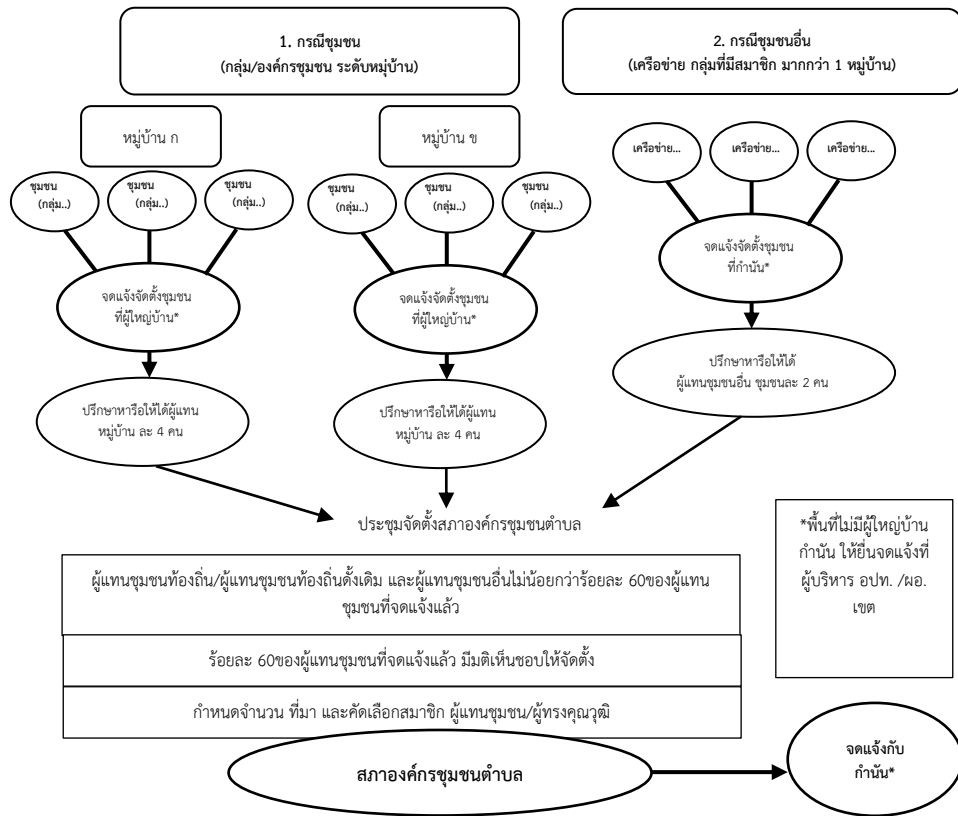 1. กรณีชุมชน
(กลุ่ม/องค์กรชุมชน ระดับหมู่บ้าน)
2. กรณีชุมชนอื่น
(เครือข่าย กลุ่มที่มีสมาชิก มากกว่า 1 หมู่บ้าน)
หมู่บ้าน ก
หมู่บ้าน ข
เครือข่าย...
เครือข่าย...
เครือข่าย...
ชุมชน
(กลุ่ม..)
ชุมชน
(กลุ่ม..)
ชุมชน
(กลุ่ม..)
ชุมชน
(กลุ่ม..)
ชุมชน
(กลุ่ม..)
ชุมชน
(กลุ่ม..)
จดแจ้งจัดตั้งชุมชน
ที่ผู้ใหญ่บ้าน*
จดแจ้งจัดตั้งชุมชน
ที่ผู้ใหญ่บ้าน*
จดแจ้งจัดตั้งชุมชน
ที่กำนัน*
ปรึกษาหารือให้ได้ผู้แทน
หมู่บ้าน ละ 4 คน
ปรึกษาหารือให้ได้ผู้แทน
หมู่บ้าน ละ 4 คน
ปรึกษาหารือให้ได้
ผู้แทนชุมชนอื่น ชุมชนละ 2 คน
ประชุมจัดตั้งสภาองค์กรชุมชนตำบล
*พื้นที่ไม่มีผู้ใหญ่บ้าน
กำนัน ให้ยื่นจดแจ้งที่
ผู้บริหาร อปท. /ผอ.
เขต
ผู้แทนชุมชนท้องถิ่น/ผู้แทนชุมชนท้องถิ่นดั้งเดิม และผู้แทนชุมชนอื่นไม่น้อยกว่าร้อยละ 60ของผู้แทน
ชุมชนที่จดแจ้งแล้ว
ร้อยละ 60ของผู้แทนชุมชนที่จดแจ้งแล้ว มีมติเห็นชอบให้จัดตั้ง
กำหนดจำนวน ที่มา และคัดเลือกสมาชิก ผู้แทนชุมชน/ผู้ทรงคุณวุฒิ
สภาองค์กรชุมชนตำบล
จดแจ้งกับ
กำนัน*